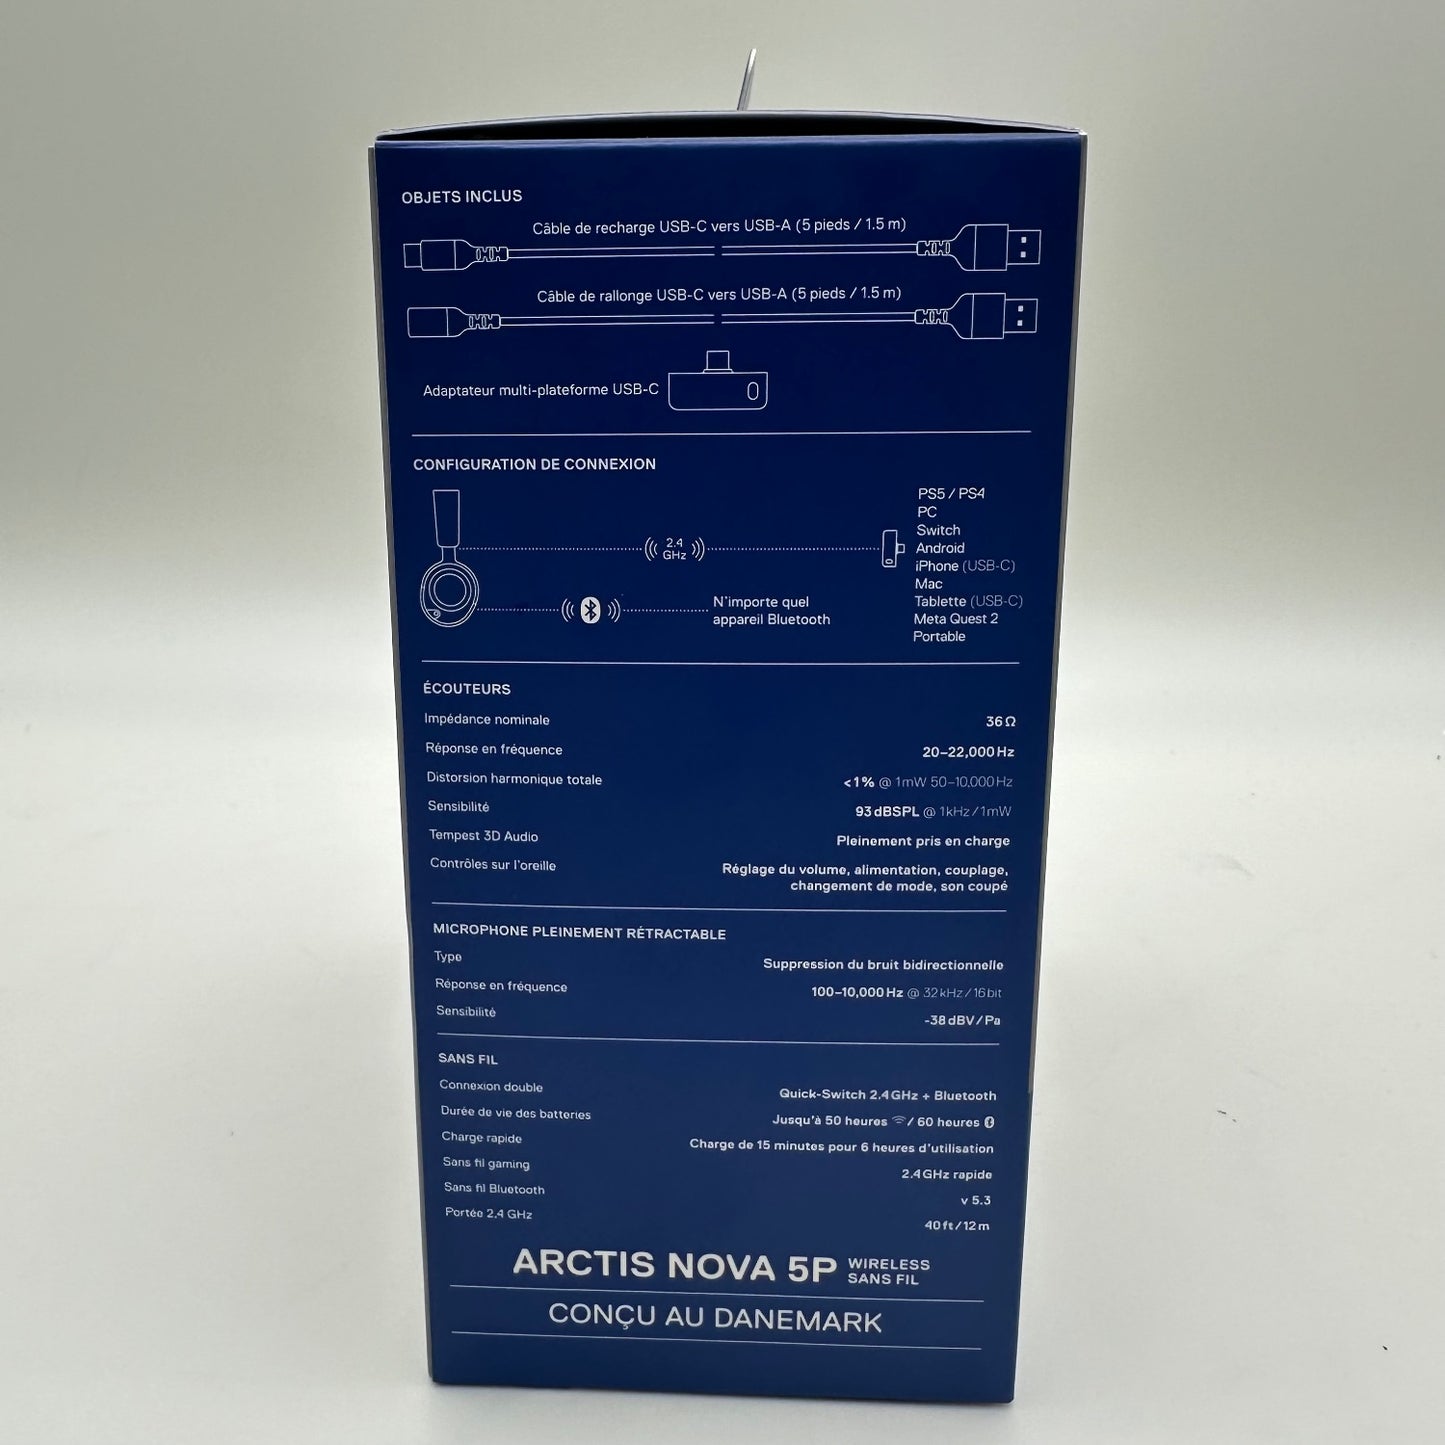 OBJETS INCLUS
Câble de recharge USB-C vers USB-A (5 pieds / 1.5 m)
Câble de rallonge USB-C vers USB-A (5 pieds / 1.5 m)
Adaptateur multi-plateforme USB-C
CONFIGURATION DE CONNEXION
2.4
GHz
PS5 / PS4
PC
Switch
Android
iPhone (USB-C)
Mac
Tablette (USB-C)
Meta Quest 2
Portable
N'importe quel
appareil Bluetooth
ÉCOUTEURS
Impédance nominale 36 Ω
Réponse en fréquence 20–22,000 Hz
Distorsion harmonique totale <1% @ 1mW 50–10,000 Hz
Sensibilité 93 dBSPL @ 1kHz / 1mW
Tempest 3D Audio Pleinement pris en charge
Contrôles sur l'oreille Réglage du volume, alimentation, couplage,
changement de mode, son coupé
MICROPHONE PLEINEMENT RÉTRACTABLE
Type Suppression du bruit bidirectionnelle
Réponse en fréquence 100–10,000 Hz @ 32 kHz / 16 bit
Sensibilité -38 dBV / Pa
SANS FIL
Connexion double Quick-Switch 2.4GHz + Bluetooth
Durée de vie des batteries Jusqu'à 50 heures / 60 heures
Charge rapide Charge de 15 minutes pour 6 heures d'utilisation
Sans fil gaming 2.4GHz rapide
Sans fil Bluetooth v 5.3
Portée 2.4 GHz 40 ft / 12 m
ARCTIS NOVA 5P WIRELESS
SANS FIL
CONÇU AU DANEMARK